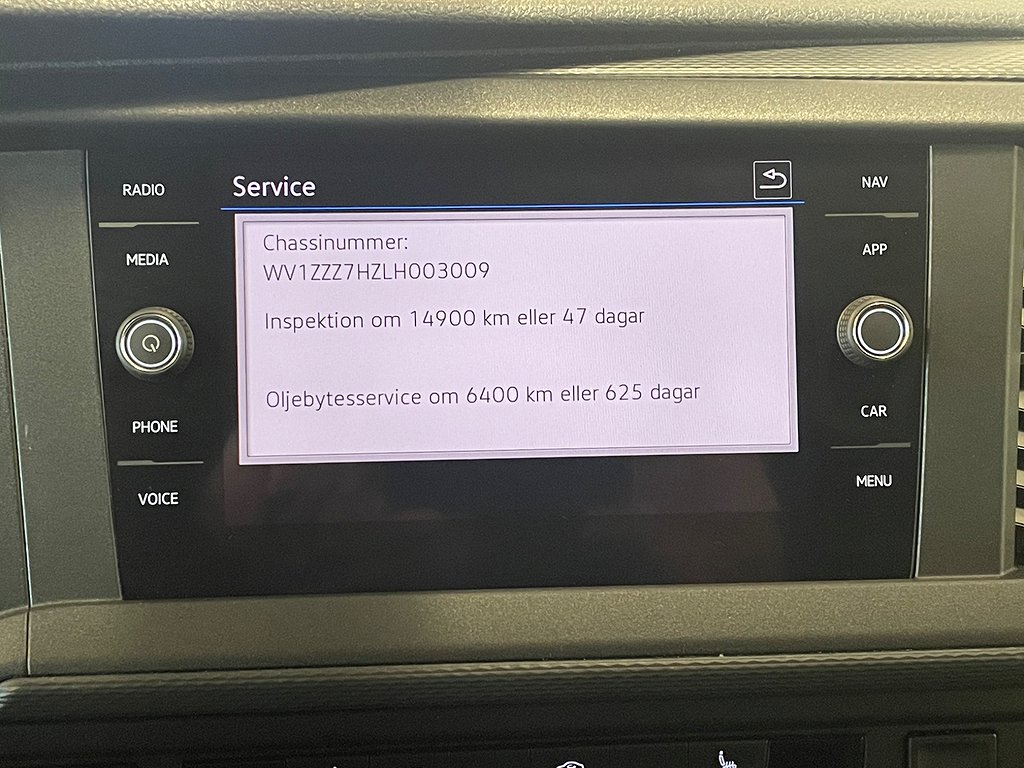 RADIO
MEDIA
PHONE
VOICE
Service
Chassinummer:
WV1ZZZ7HZLH003009
Inspektion om 14900 km eller 47 dagar
Oljebytesservice om 6400 km eller 625 dagar
NAV
APP
CAR
MENU